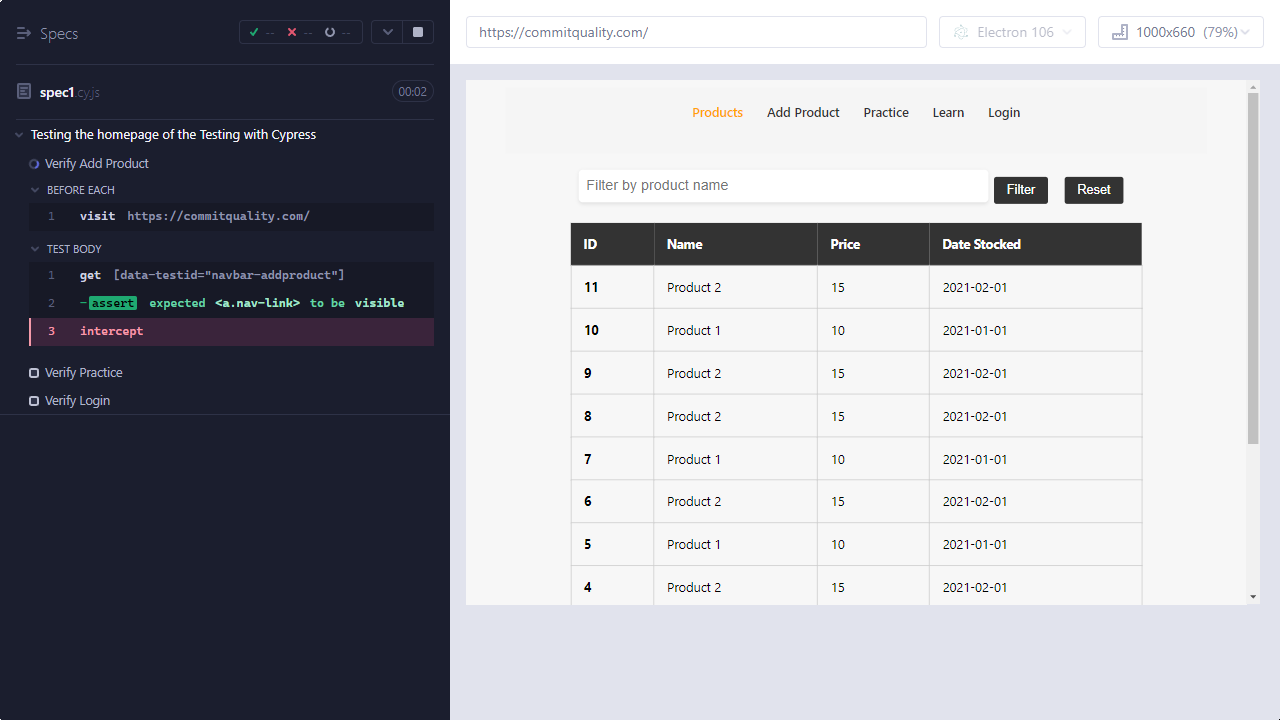 Specs
-- -- --
spec1.cy.js
00:02
Testing the homepage of the Testing with Cypress
Verify Add Product
BEFORE EACH
1 visit https://commitquality.com/
TEST BODY
1 get [data-testid="navbar-addproduct"]
2 -assert expected <a.nav-link> to be visible
3 intercept
Verify Practice
Verify Login
https://commitquality.com/
Electron 106
1000x660 (79%)
Products Add Product Practice Learn Login
Filter by product name Filter Reset
ID Name Price Date Stocked
11 Product 2 15 2021-02-01
10 Product 1 10 2021-01-01
9 Product 2 15 2021-02-01
8 Product 2 15 2021-02-01
7 Product 1 10 2021-01-01
6 Product 2 15 2021-02-01
5 Product 1 10 2021-01-01
4 Product 2 15 2021-02-01